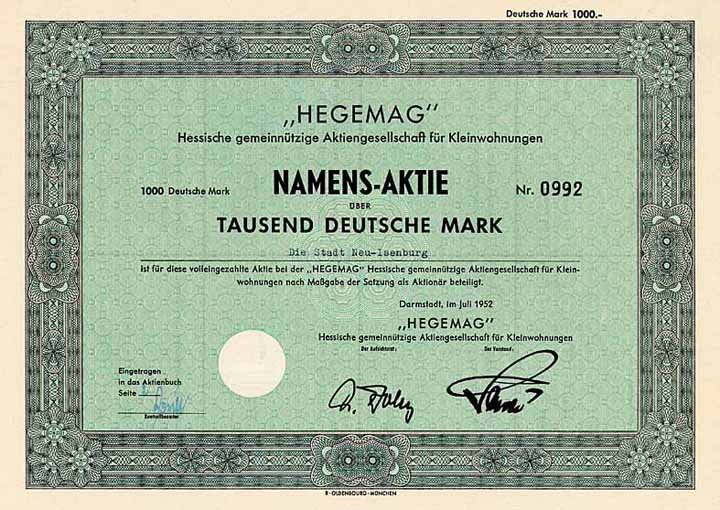 Deutsche Mark 1000.-
„HEGEMAG"
Hessische gemeinnützige Aktiengesellschaft für Kleinwohnungen
1000 Deutsche Mark NAMENS-AKTIE Nr. 0992
ÜBER
TAUSEND DEUTSCHE MARK
Die Stadt Neu-Isenburg
ist für diese volleingezahlte Aktie bei der „HEGEMAG" Hessische gemeinnützige Aktiengesellschaft für Klein-
wohnungen nach Maßgabe der Satzung als Aktionär beteiligt.
Darmstadt, im Juli 1952
„HEGEMAG"
Hessische gemeinnützige Aktiengesellschaft für Kleinwohnungen
Der Aufsichtsrat: Der Vorstand:
Eingetragen
in das Aktienbuch
Seite
Kontrollbeamter
R·OLDENBOURG·MÜNCHEN